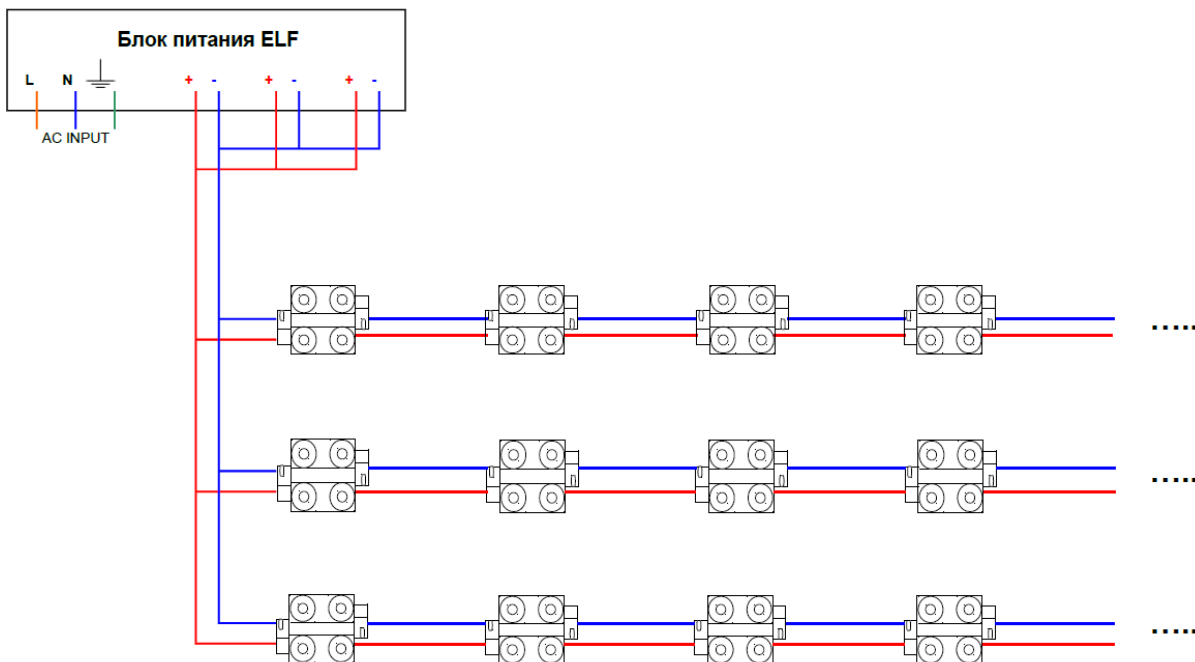 Блок питания ELF
L N + - + - + -
AC INPUT
.....
.....
.....